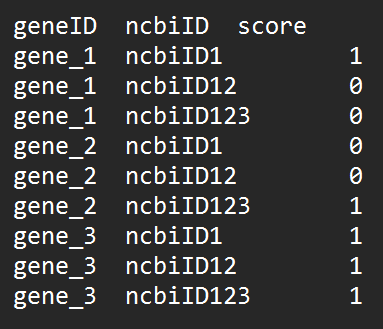 geneID ncbiID score
gene_1 ncbiID1 1
gene_1 ncbiID12 0
gene_1 ncbiID123 0
gene_2 ncbiID1 0
gene_2 ncbiID12 0
gene_2 ncbiID123 1
gene_3 ncbiID1 1
gene_3 ncbiID12 1
gene_3 ncbiID123 1